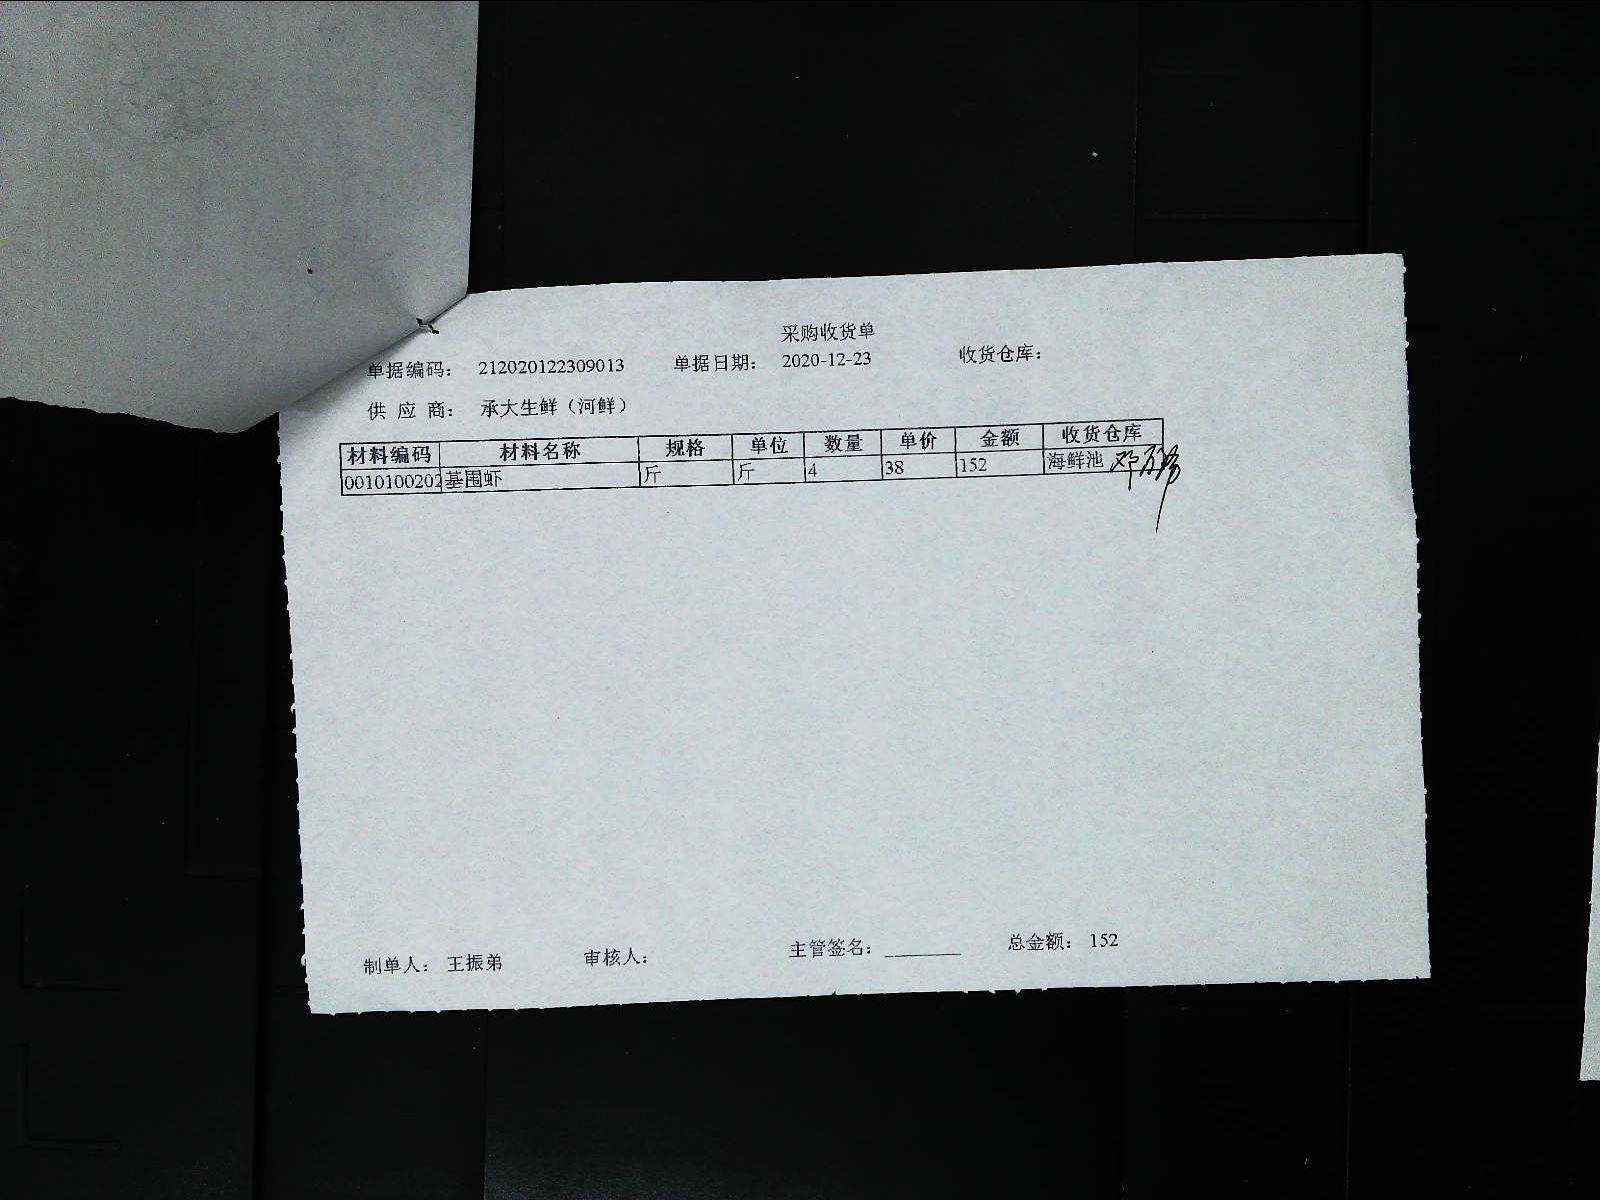 采购收货单
单据编码： 212020122309013 单据日期： 2020-12-23 收货仓库：
供 应 商： 承大生鲜（河鲜）
材料编码 材料名称 规格 单位 数量 单价 金额 收货仓库
0010100202 基围虾 斤 斤 4 38 152 海鲜池
制单人： 王振弟 审核人： 主管签名： 总金额： 152